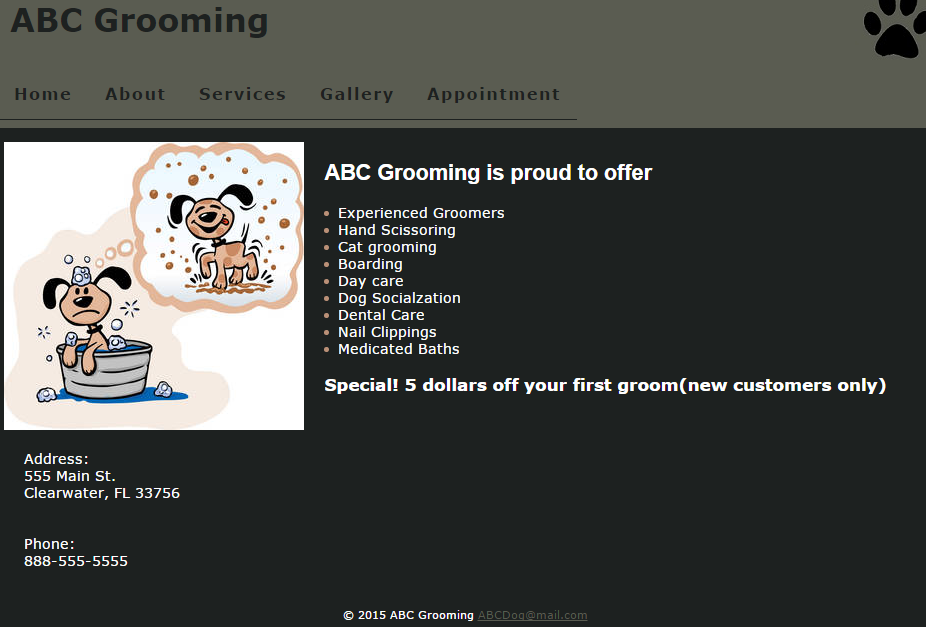 ABC Grooming
Home About Services Gallery Appointment
ABC Grooming is proud to offer
Experienced Groomers
Hand Scissoring
Cat grooming
Boarding
Day care
Dog Socialzation
Dental Care
Nail Clippings
Medicated Baths
Special! 5 dollars off your first groom(new customers only)
Address:
555 Main St.
Clearwater, FL 33756
Phone:
888-555-5555
© 2015 ABC Grooming ABCDog@mail.com